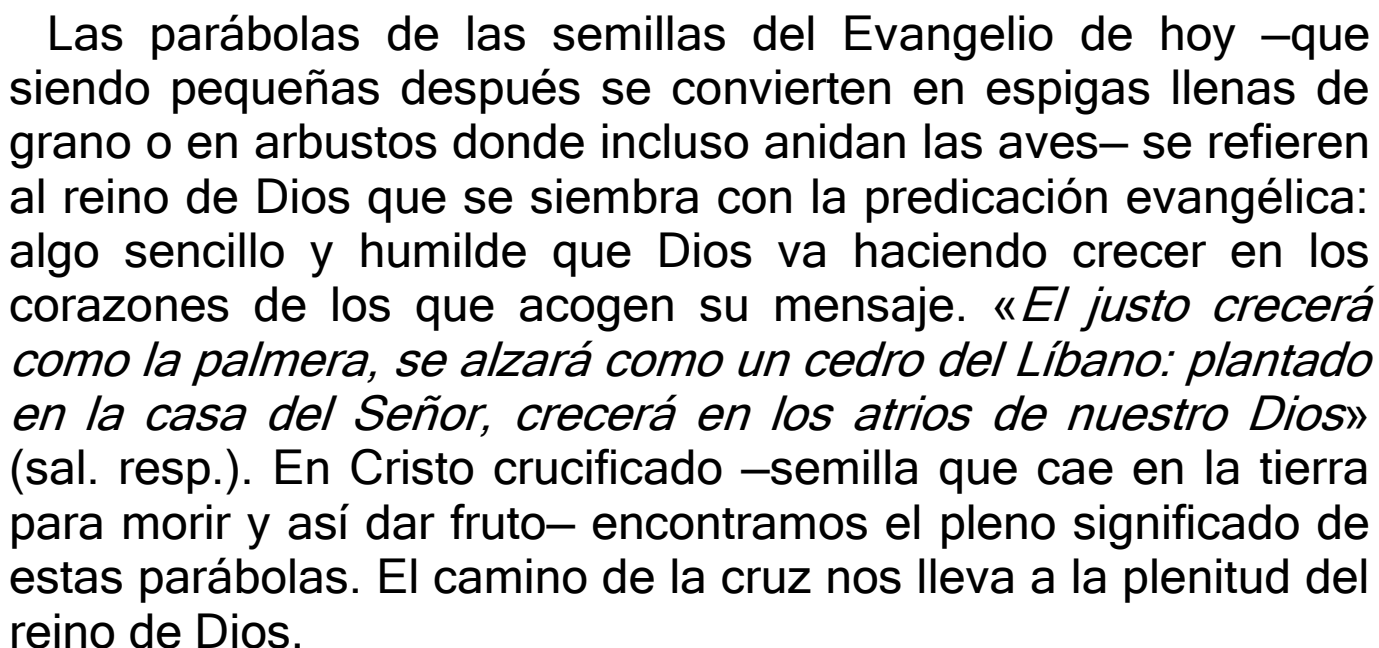 Las parábolas de las semillas del Evangelio de hoy –que
siendo pequeñas después se convierten en espigas llenas de
grano o en arbustos donde incluso anidan las aves– se refieren
al reino de Dios que se siembra con la predicación evangélica:
algo sencillo y humilde que Dios va haciendo crecer en los
corazones de los que acogen su mensaje. «El justo crecerá
como la palmera, se alzará como un cedro del Líbano: plantado
en la casa del Señor, crecerá en los atrios de nuestro Dios»
(sal. resp.). En Cristo crucificado –semilla que cae en la tierra
para morir y así dar fruto– encontramos el pleno significado de
estas parábolas. El camino de la cruz nos lleva a la plenitud del
reino de Dios.